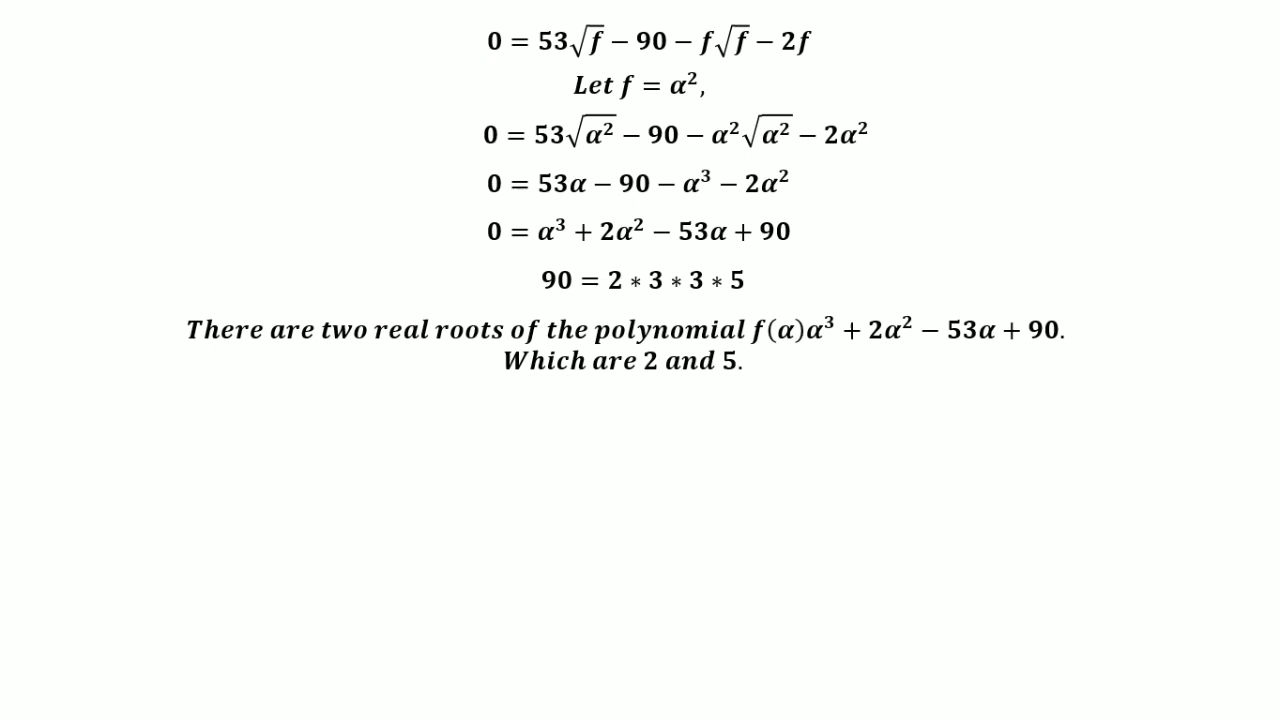 0 = 53√f − 90 − f√f − 2f
Let f = α²,
0 = 53√α² − 90 − α²√α² − 2α²
0 = 53α − 90 − α³ − 2α²
0 = α³ + 2α² − 53α + 90
90 = 2 * 3 * 3 * 5
There are two real roots of the polynomial f(α)α³ + 2α² − 53α + 90.
Which are 2 and 5.